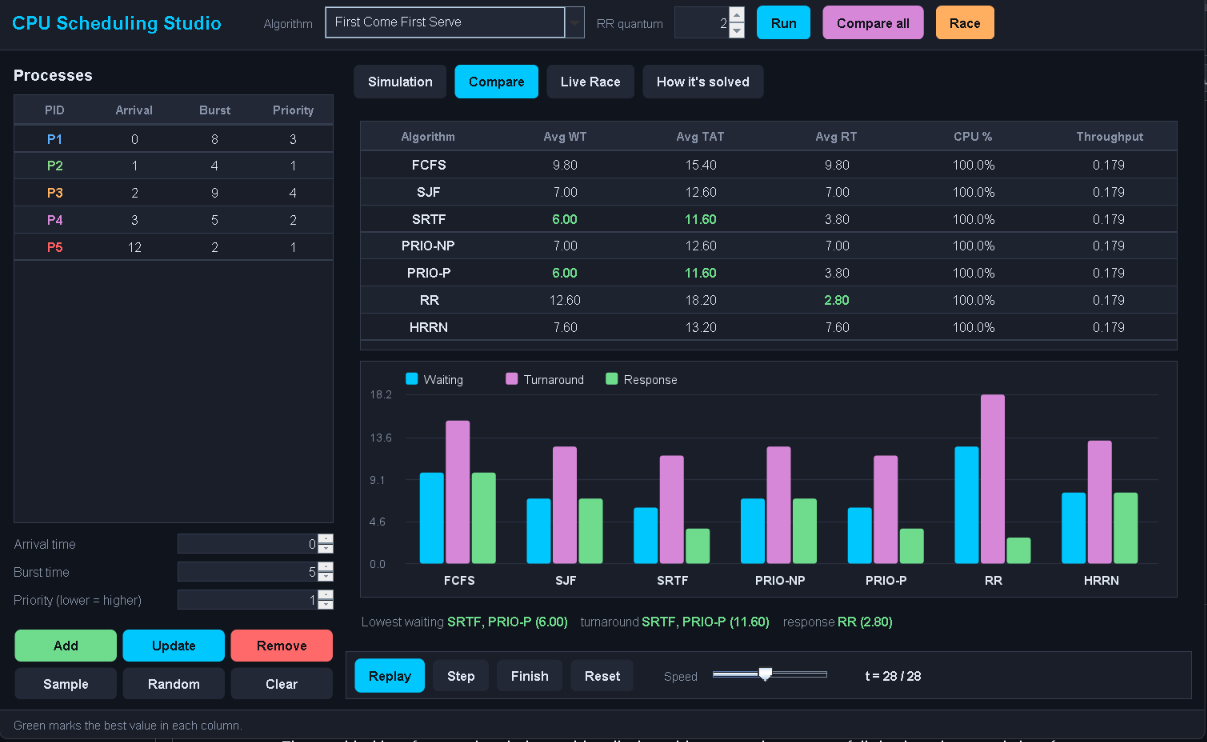 CPU Scheduling Studio Algorithm First Come First Serve RR quantum 2 Run Compare all Race
Processes
PID Arrival Burst Priority
P1 0 8 3
P2 1 4 1
P3 2 9 4
P4 3 5 2
P5 12 2 1
Arrival time 0
Burst time 5
Priority (lower = higher) 1
Add Update Remove
Sample Random Clear
Simulation Compare Live Race How it's solved
Algorithm Avg WT Avg TAT Avg RT CPU % Throughput
FCFS 9.80 15.40 9.80 100.0% 0.179
SJF 7.00 12.60 7.00 100.0% 0.179
SRTF 6.00 11.60 3.80 100.0% 0.179
PRIO-NP 7.00 12.60 7.00 100.0% 0.179
PRIO-P 6.00 11.60 3.80 100.0% 0.179
RR 12.60 18.20 2.80 100.0% 0.179
HRRN 7.60 13.20 7.60 100.0% 0.179
Waiting Turnaround Response
18.2
13.6
9.1
4.6
0.0
FCFS SJF SRTF PRIO-NP PRIO-P RR HRRN
Lowest waiting SRTF, PRIO-P (6.00) turnaround SRTF, PRIO-P (11.60) response RR (2.80)
Replay Step Finish Reset Speed t = 28 / 28
Green marks the best value in each column.